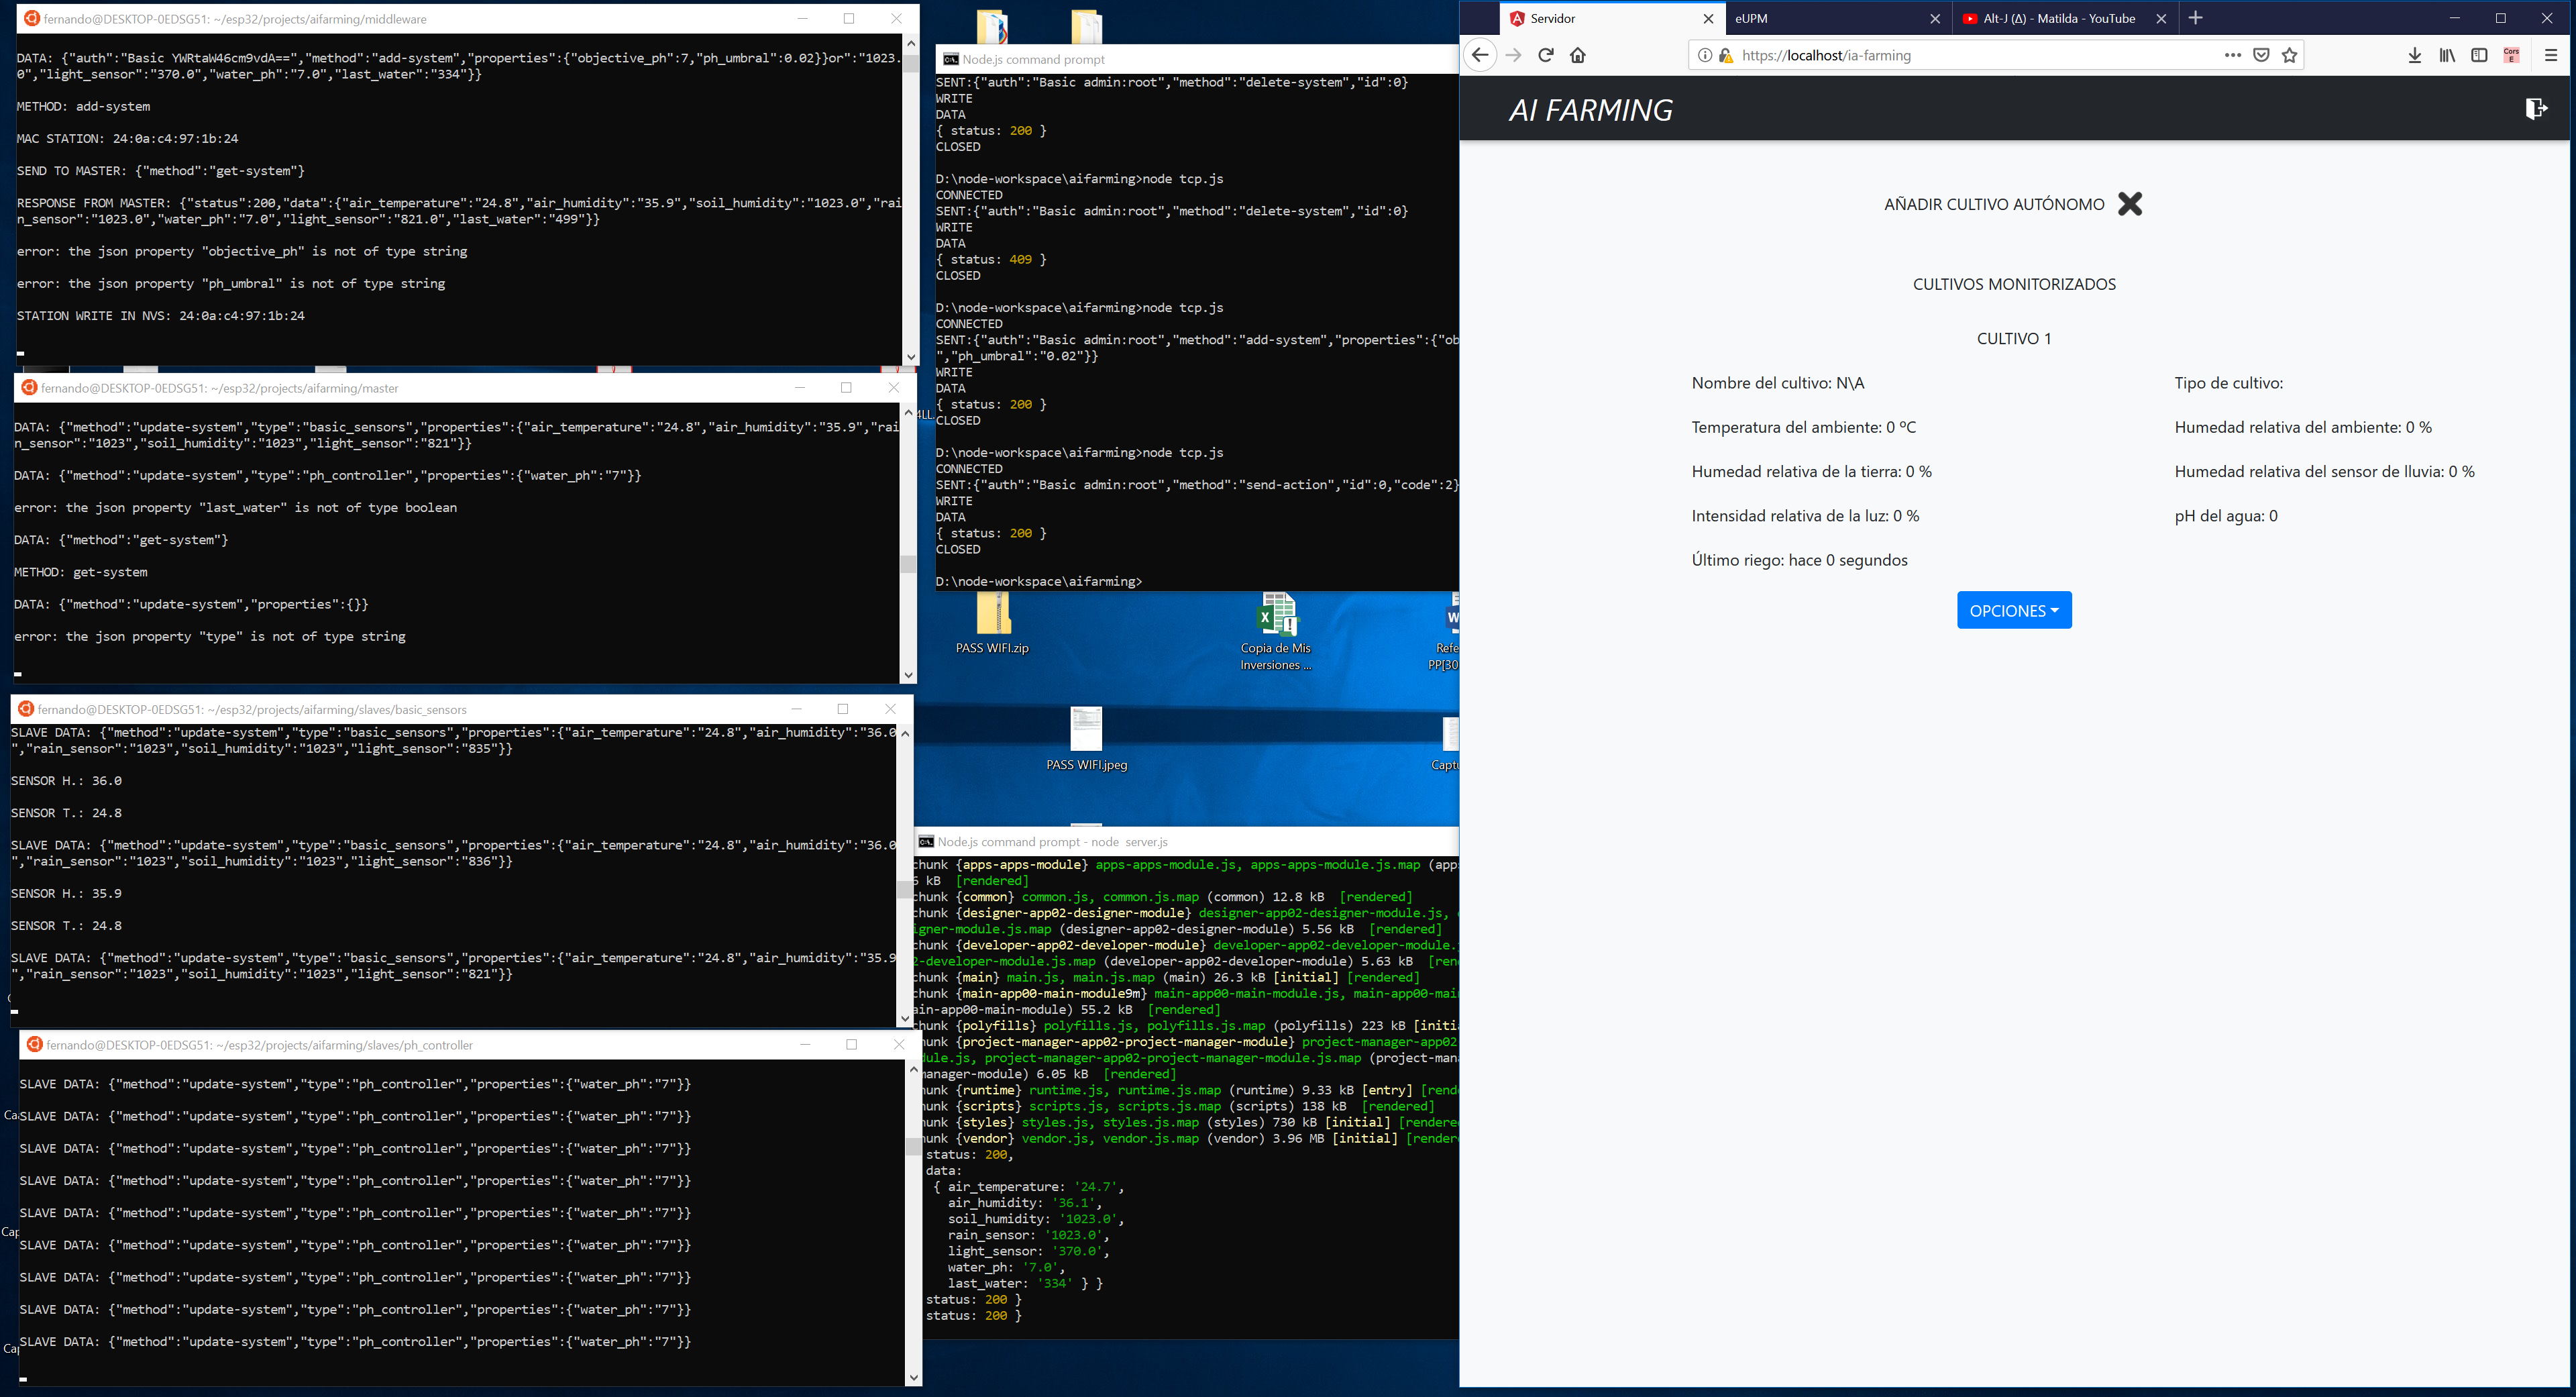 fernando@DESKTOP-0EDSG51: ~/esp32/projects/aifarming/middleware
DATA: {"auth":"Basic YWRtaW46cm9vdA==","method":"add-system","properties":{"objective_ph":7,"ph_umbral":0.02}}or":"1023.
0","light_sensor":"370.0","water_ph":"7.0","last_water":"334"}}
METHOD: add-system
MAC STATION: 24:0a:c4:97:1b:24
SEND TO MASTER: {"method":"get-system"}
RESPONSE FROM MASTER: {"status":200,"data":{"air_temperature":"24.8","air_humidity":"35.9","soil_humidity":"1023.0","rai
n_sensor":"1023.0","water_ph":"7.0","light_sensor":"821.0","last_water":"499"}}
error: the json property "objective_ph" is not of type string
error: the json property "ph_umbral" is not of type string
STATION WRITE IN NVS: 24:0a:c4:97:1b:24
fernando@DESKTOP-0EDSG51: ~/esp32/projects/aifarming/master
DATA: {"method":"update-system","type":"basic_sensors","properties":{"air_temperature":"24.8","air_humidity":"35.9","rai
n_sensor":"1023","soil_humidity":"1023","light_sensor":"821"}}
DATA: {"method":"update-system","type":"ph_controller","properties":{"water_ph":"7"}}
error: the json property "last_water" is not of type boolean
DATA: {"method":"get-system"}
METHOD: get-system
DATA: {"method":"update-system","properties":{}}
error: the json property "type" is not of type string
fernando@DESKTOP-0EDSG51: ~/esp32/projects/aifarming/slaves/basic_sensors
SLAVE DATA: {"method":"update-system","type":"basic_sensors","properties":{"air_temperature":"24.8","air_humidity":"36.0
","rain_sensor":"1023","soil_humidity":"1023","light_sensor":"835"}}
SENSOR H.: 36.0
SENSOR T.: 24.8
SLAVE DATA: {"method":"update-system","type":"basic_sensors","properties":{"air_temperature":"24.8","air_humidity":"36.0
","rain_sensor":"1023","soil_humidity":"1023","light_sensor":"836"}}
SENSOR H.: 35.9
SENSOR T.: 24.8
SLAVE DATA: {"method":"update-system","type":"basic_sensors","properties":{"air_temperature":"24.8","air_humidity":"35.9
","rain_sensor":"1023","soil_humidity":"1023","light_sensor":"821"}}
fernando@DESKTOP-0EDSG51: ~/esp32/projects/aifarming/slaves/ph_controller
SLAVE DATA: {"method":"update-system","type":"ph_controller","properties":{"water_ph":"7"}}
SLAVE DATA: {"method":"update-system","type":"ph_controller","properties":{"water_ph":"7"}}
SLAVE DATA: {"method":"update-system","type":"ph_controller","properties":{"water_ph":"7"}}
SLAVE DATA: {"method":"update-system","type":"ph_controller","properties":{"water_ph":"7"}}
SLAVE DATA: {"method":"update-system","type":"ph_controller","properties":{"water_ph":"7"}}
SLAVE DATA: {"method":"update-system","type":"ph_controller","properties":{"water_ph":"7"}}
SLAVE DATA: {"method":"update-system","type":"ph_controller","properties":{"water_ph":"7"}}
SLAVE DATA: {"method":"update-system","type":"ph_controller","properties":{"water_ph":"7"}}
SLAVE DATA: {"method":"update-system","type":"ph_controller","properties":{"water_ph":"7"}}
Node.js command prompt
SENT:{"auth":"Basic admin:root","method":"delete-system","id":0}
WRITE
DATA
{ status: 200 }
CLOSED
D:\node-workspace\aifarming>node tcp.js
CONNECTED
SENT:{"auth":"Basic admin:root","method":"delete-system","id":0}
WRITE
DATA
{ status: 409 }
CLOSED
D:\node-workspace\aifarming>node tcp.js
CONNECTED
SENT:{"auth":"Basic admin:root","method":"add-system","properties":{"ob
","ph_umbral":"0.02"}}
WRITE
DATA
{ status: 200 }
CLOSED
D:\node-workspace\aifarming>node tcp.js
CONNECTED
SENT:{"auth":"Basic admin:root","method":"send-action","id":0,"code":2}
WRITE
DATA
{ status: 200 }
CLOSED
D:\node-workspace\aifarming>
PASS WIFI.zip
Copia de Mis
Inversiones ...
Refe
PP[30
PASS WIFI.jpeg
Captu
Node.js command prompt - node  server.js
chunk {apps-apps-module} apps-apps-module.js, apps-apps-module.js.map (apps
6 kB  [rendered]
chunk {common} common.js, common.js.map (common) 12.8 kB  [rendered]
chunk {designer-app02-designer-module} designer-app02-designer-module.js,
igner-module.js.map (designer-app02-designer-module) 5.56 kB  [rendered]
chunk {developer-app02-developer-module} developer-app02-developer-module.
2-developer-module.js.map (developer-app02-developer-module) 5.63 kB  [ren
chunk {main} main.js, main.js.map (main) 26.3 kB [initial] [rendered]
chunk {main-app00-main-module9m} main-app00-main-module.js, main-app00-mai
ain-app00-main-module) 55.2 kB  [rendered]
chunk {polyfills} polyfills.js, polyfills.js.map (polyfills) 223 kB [initia
chunk {project-manager-app02-project-manager-module} project-manager-app02
dule.js, project-manager-app02-project-manager-module.js.map (project-man
manager-module) 6.05 kB  [rendered]
hunk {runtime} runtime.js, runtime.js.map (runtime) 9.33 kB [entry] [rende
hunk {scripts} scripts.js, scripts.js.map (scripts) 138 kB  [rendered]
hunk {styles} styles.js, styles.js.map (styles) 730 kB [initial] [rendere
hunk {vendor} vendor.js, vendor.js.map (vendor) 3.96 MB [initial] [render
status: 200,
data:
{ air_temperature: '24.7',
air_humidity: '36.1',
soil_humidity: '1023.0',
rain_sensor: '1023.0',
light_sensor: '370.0',
water_ph: '7.0',
last_water: '334' } }
status: 200 }
status: 200 }
Servidor
eUPM
Alt-J (∆) - Matilda - YouTube
https://localhost/ia-farming
Cors
E
AI FARMING
AÑADIR CULTIVO AUTÓNOMO
CULTIVOS MONITORIZADOS
CULTIVO 1
Nombre del cultivo: N\A
Tipo de cultivo:
Temperatura del ambiente: 0 ºC
Humedad relativa del ambiente: 0 %
Humedad relativa de la tierra: 0 %
Humedad relativa del sensor de lluvia: 0 %
Intensidad relativa de la luz: 0 %
pH del agua: 0
Último riego: hace 0 segundos
OPCIONES